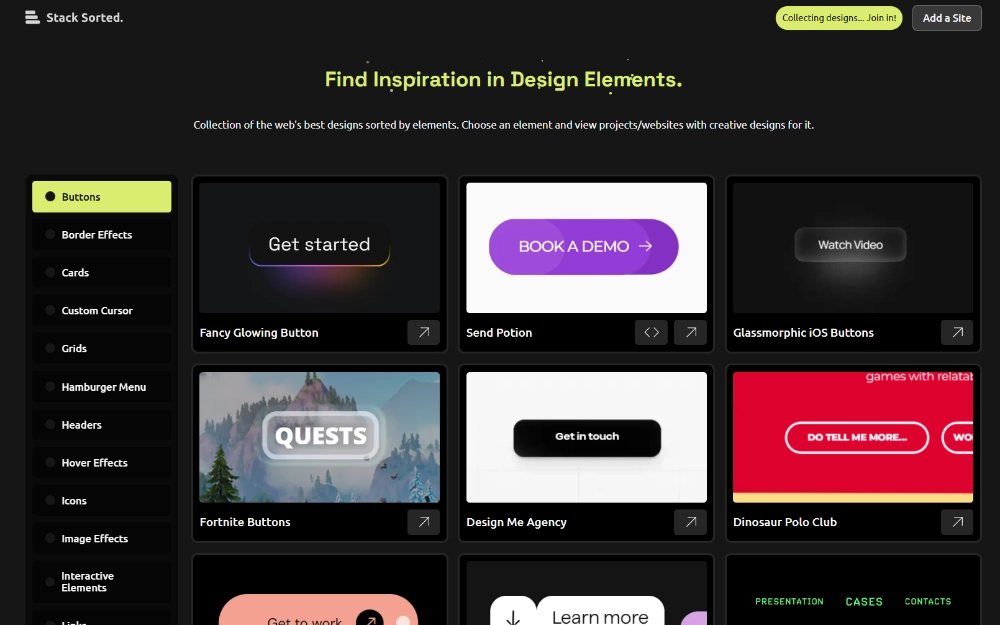 Stack Sorted.
Collecting designs... Join in!
Add a Site
Find Inspiration in Design Elements.
Collection of the web's best designs sorted by elements. Choose an element and view projects/websites with creative designs for it.
Buttons
Border Effects
Cards
Custom Cursor
Grids
Hamburger Menu
Headers
Hover Effects
Icons
Image Effects
Interactive
Elements
Get started
Fancy Glowing Button
BOOK A DEMO
Send Potion
Watch Video
Glassmorphic iOS Buttons
QUESTS
Fortnite Buttons
Get in touch
Design Me Agency
games with relatab
DO TELL ME MORE...
WO
Dinosaur Polo Club
Get to work
Learn more
PRESENTATION
CASES
CONTACTS